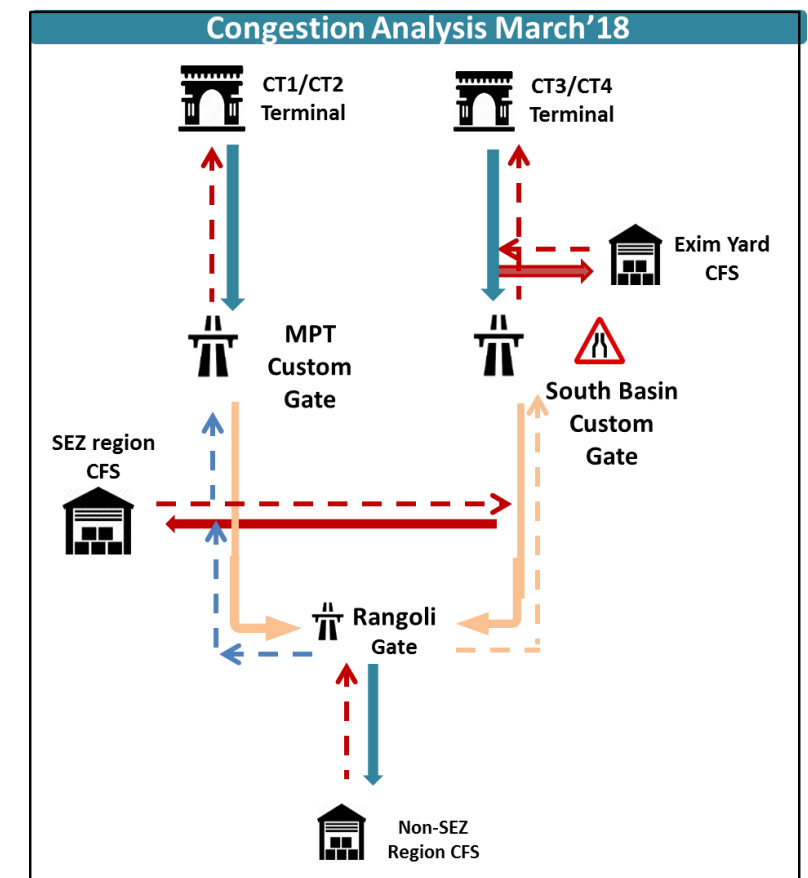 Congestion Analysis March’18
CT1/CT2
Terminal
CT3/CT4
Terminal
Exim Yard
CFS
MPT
Custom
Gate
South Basin
Custom
Gate
SEZ region
CFS
Rangoli
Gate
Non-SEZ
Region CFS